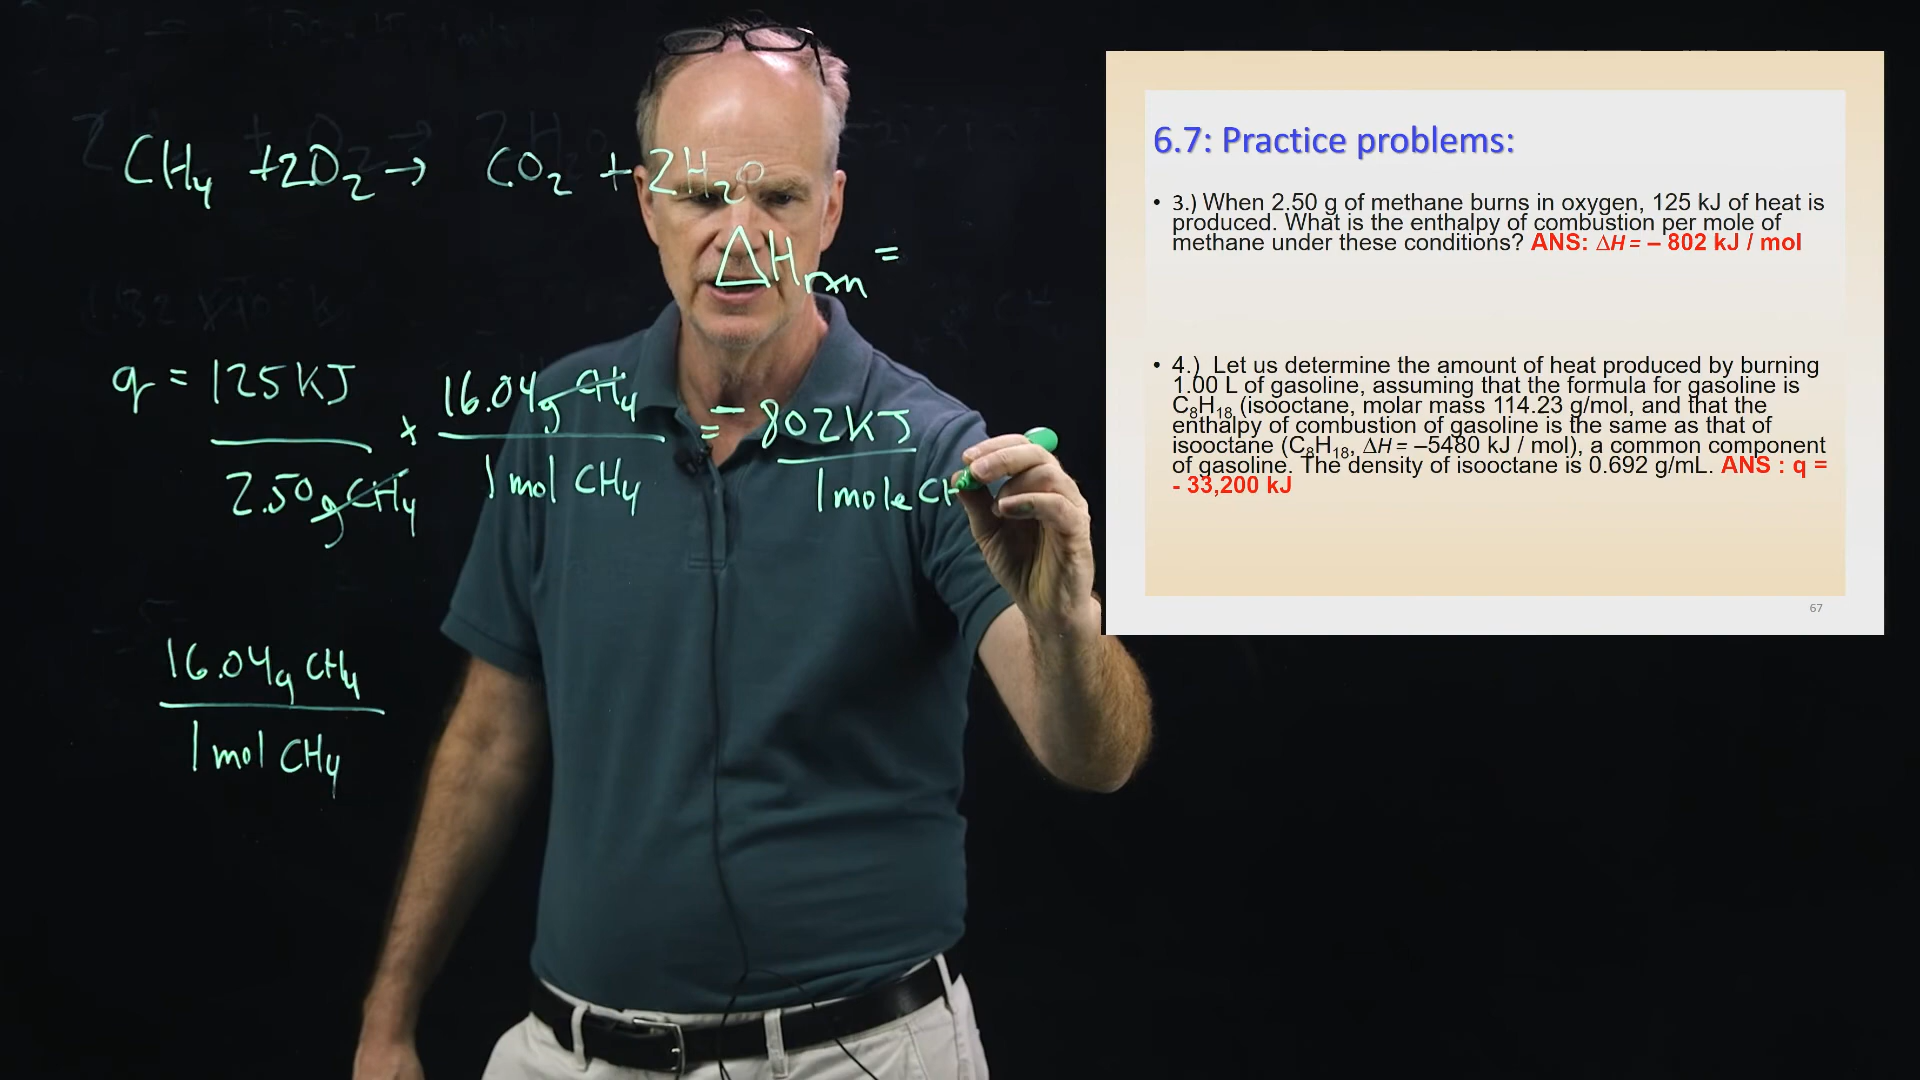 CH4 + 2O2 → CO2 + 2H2O
ΔHrxn =
q = 125 KJ / 2.50 g CH4 x 16.04 g CH4 / 1 mol CH4 = - 802 KJ / 1 mole CH
16.04 g CH4
1 mol CH4
6.7: Practice problems:
• 3.) When 2.50 g of methane burns in oxygen, 125 kJ of heat is
produced. What is the enthalpy of combustion per mole of
methane under these conditions? ANS: ΔH = – 802 kJ / mol
• 4.) Let us determine the amount of heat produced by burning
1.00 L of gasoline, assuming that the formula for gasoline is
C8H18 (isooctane, molar mass 114.23 g/mol, and that the
enthalpy of combustion of gasoline is the same as that of
isooctane (C8H18, ΔH = –5480 kJ / mol), a common component
of gasoline. The density of isooctane is 0.692 g/mL. ANS : q =
- 33,200 kJ
67